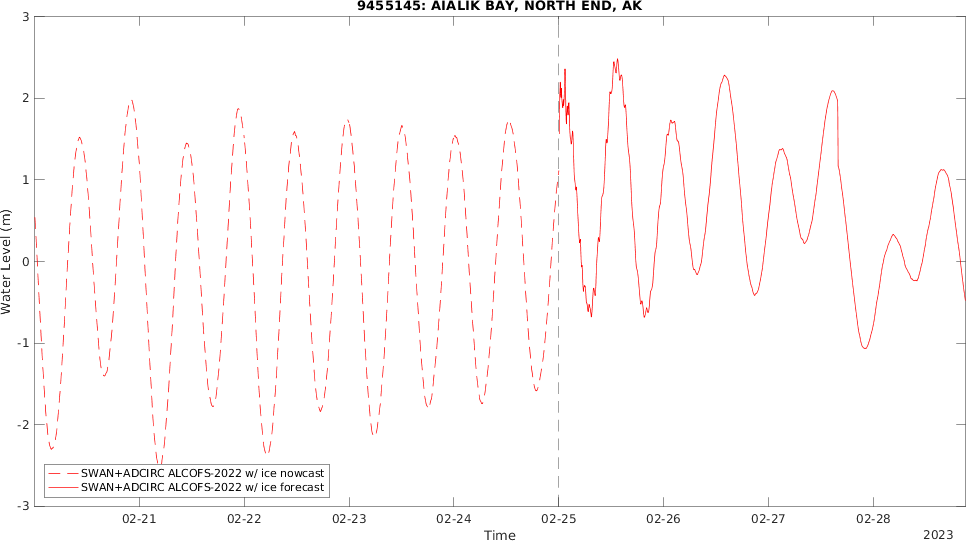 9455145: AIALIK BAY, NORTH END, AK
Water Level (m)
3
2
1
0
-1
-2
-3
SWAN+ADCIRC ALCOFS-2022 w/ ice nowcast
SWAN+ADCIRC ALCOFS-2022 w/ ice forecast
02-21 02-22 02-23 02-24 02-25 02-26 02-27 02-28
Time
2023